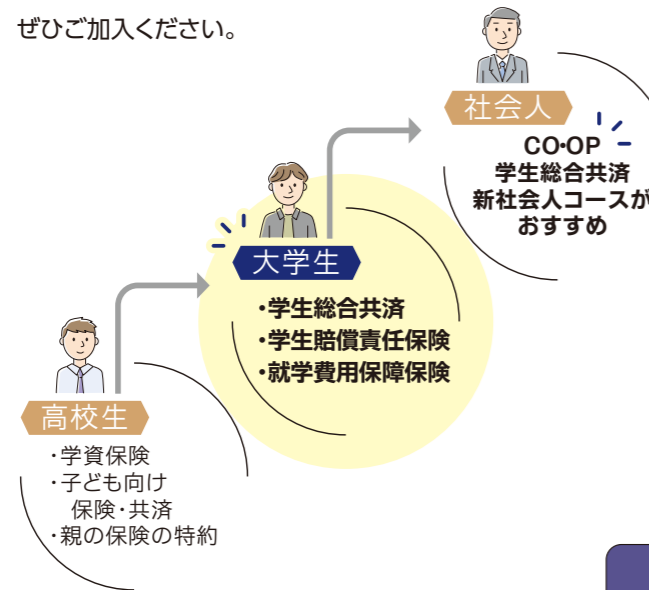 ぜひご加入ください。
社会人
CO・OP
学生総合共済
新社会人コースが
おすすめ
大学生
・学生総合共済
・学生賠償責任保険
・就学費用保障保険
高校生
・学資保険
・子ども向け
保険・共済
・親の保険の特約